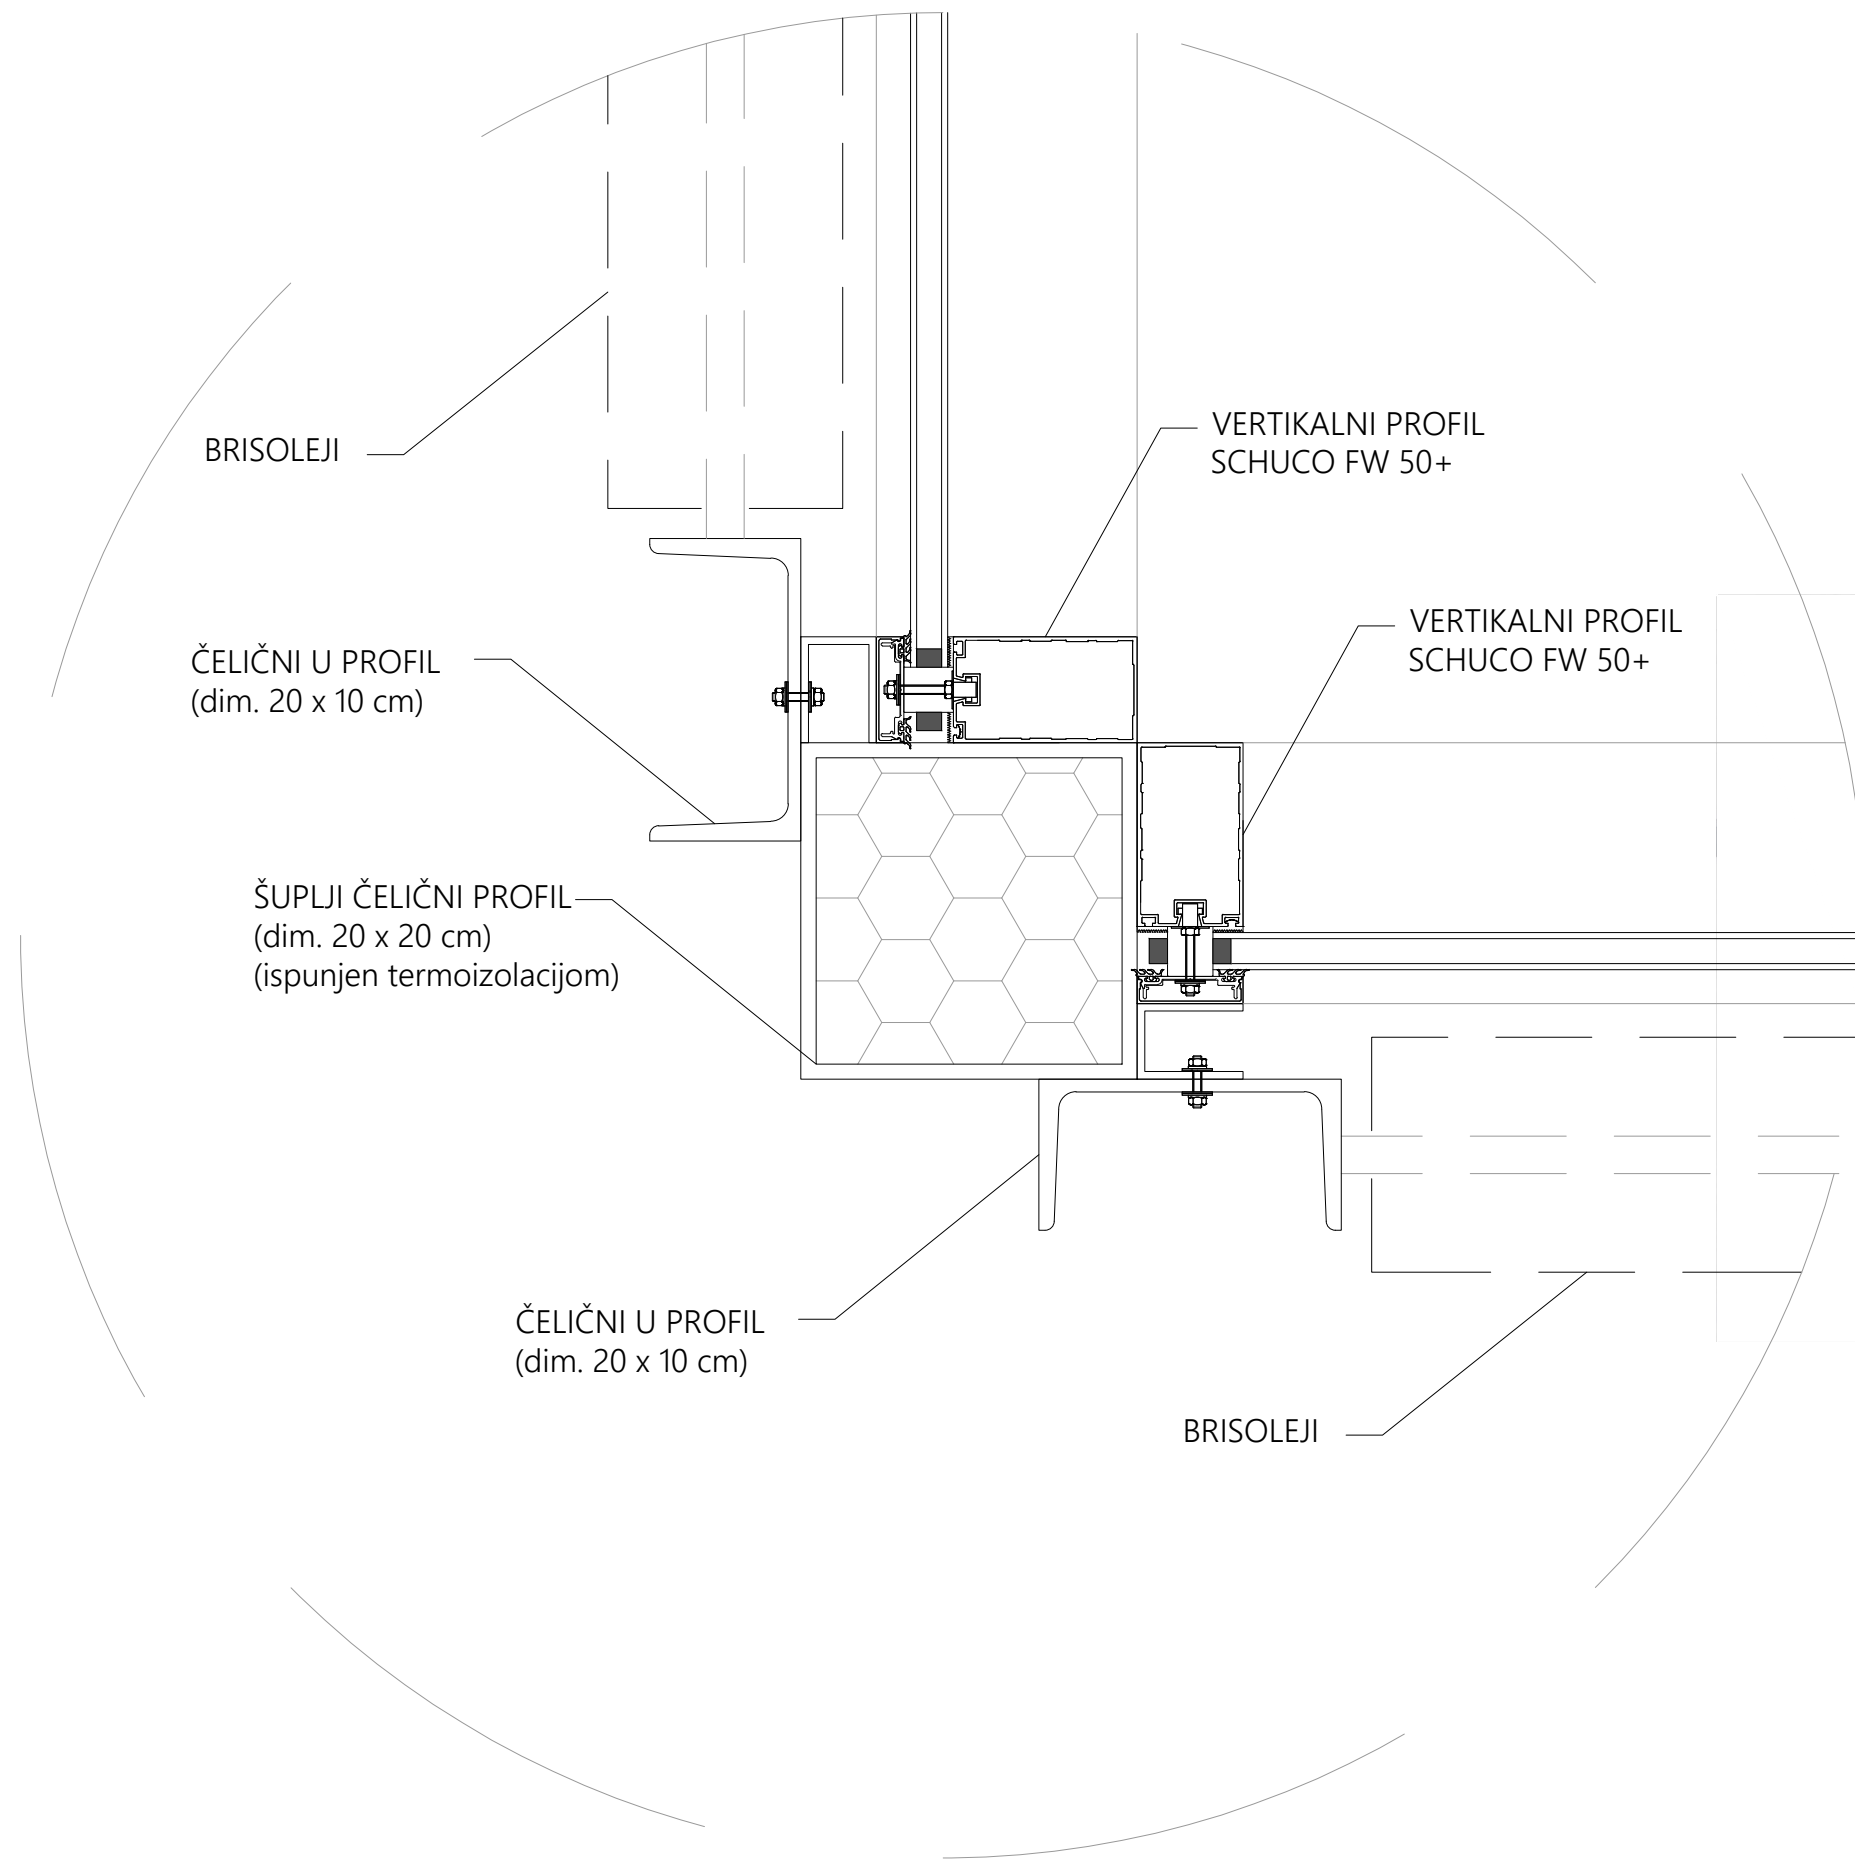 VERTIKALNI PROFIL
SCHUCO FW 50+
BRISOLEJI
VERTIKALNI PROFIL
SCHUCO FW 50+
ČELIČNI U PROFIL
(dim. 20 x 10 cm)
ŠUPLJI ČELIČNI PROFIL
(dim. 20 x 20 cm)
(ispunjen termoizolacijom)
ČELIČNI U PROFIL
(dim. 20 x 10 cm)
BRISOLEJI